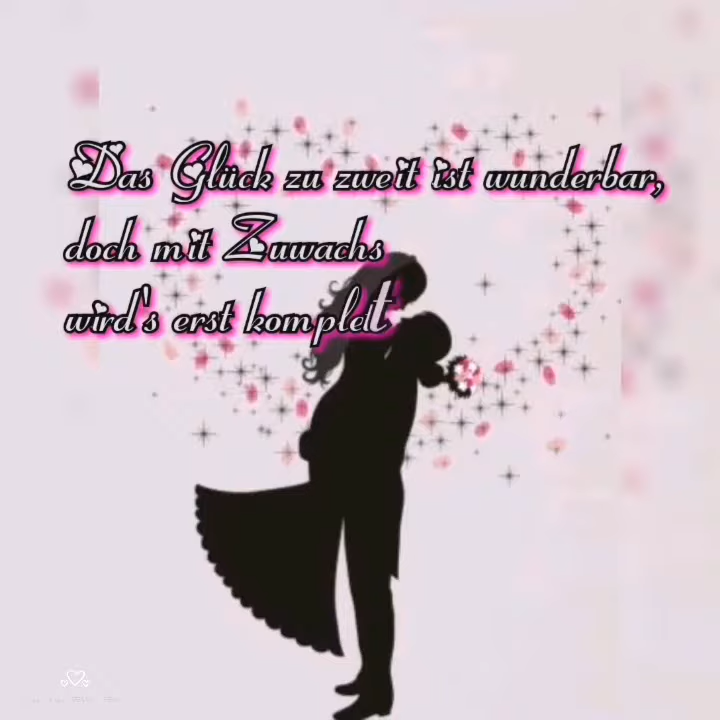 Das Glück zu zweit ist wunderbar,
doch mit Zuwachs
wird's erst komplett